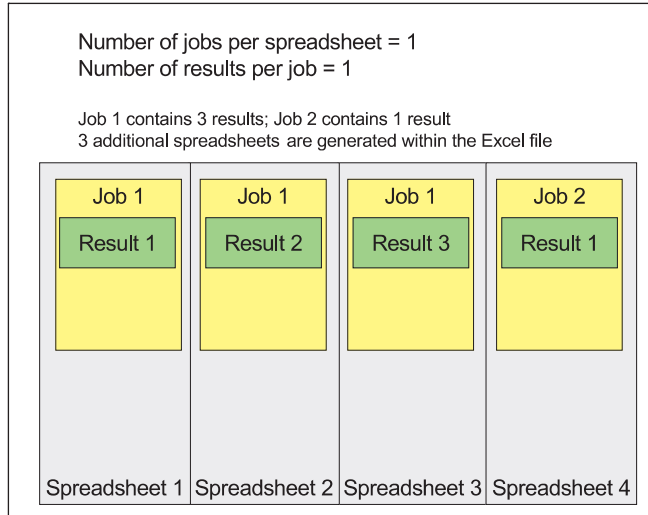 Number of jobs per spreadsheet = 1
Number of results per job = 1
Job 1 contains 3 results; Job 2 contains 1 result
3 additional spreadsheets are generated within the Excel file
Job 1 Job 1 Job 1 Job 2
Result 1 Result 2 Result 3 Result 1
Spreadsheet 1 Spreadsheet 2 Spreadsheet 3 Spreadsheet 4